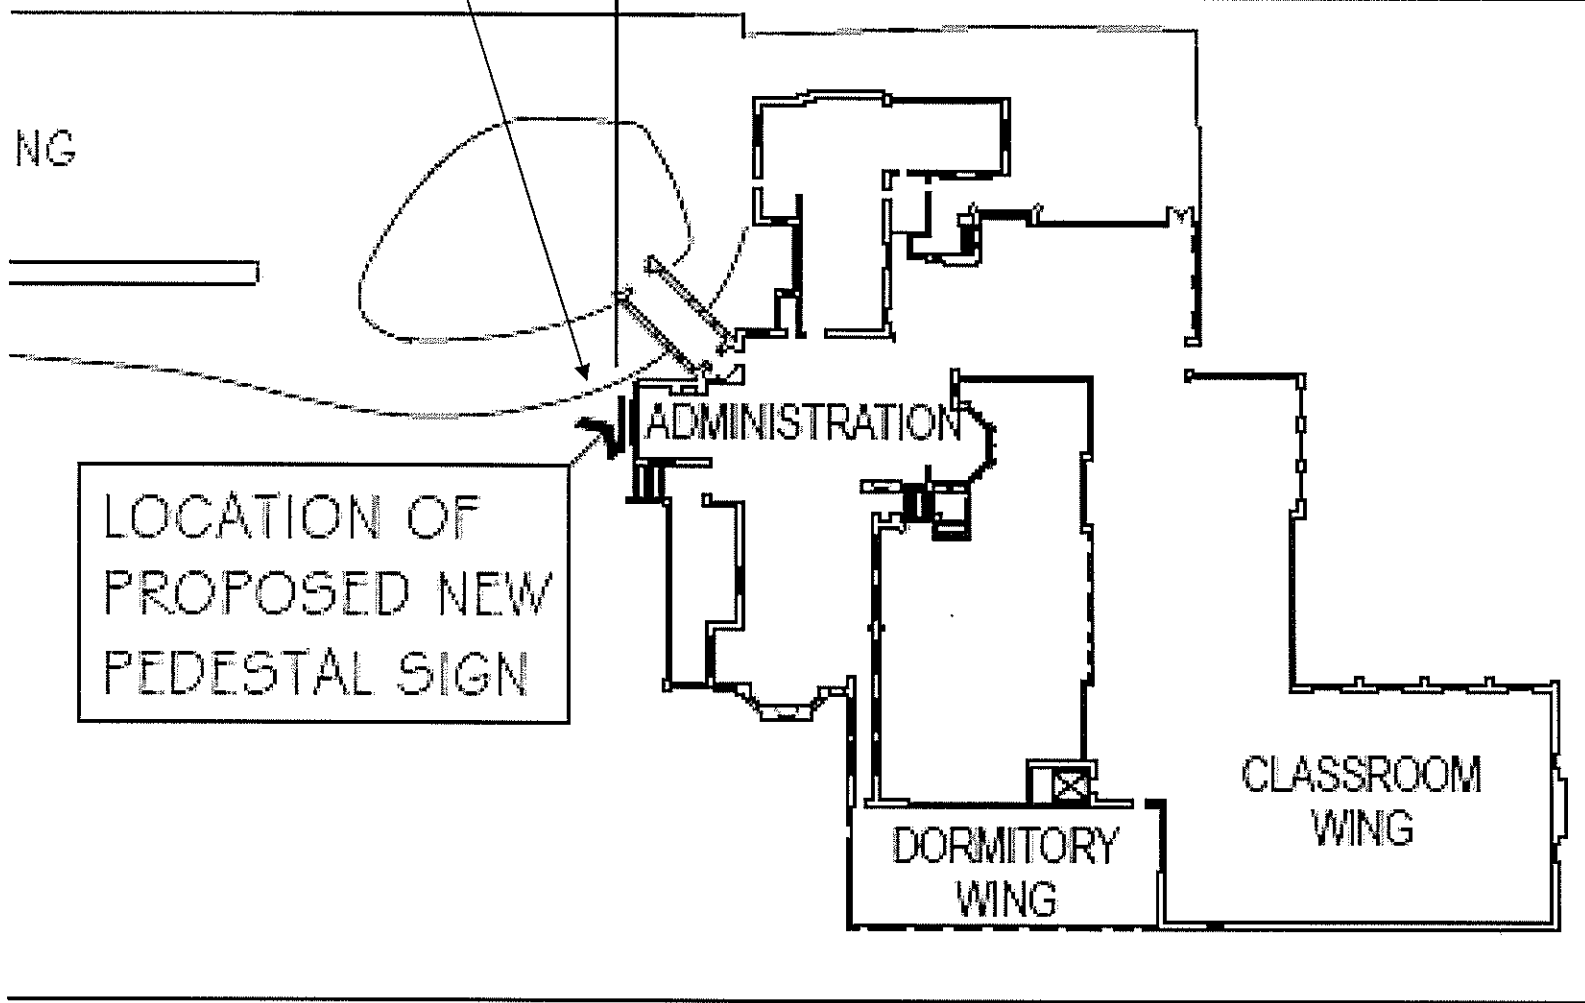 NG
ADMINISTRATION
LOCATION OF
PROPOSED NEW
PEDESTAL SIGN
CLASSROOM
WING
DORMITORY
WING